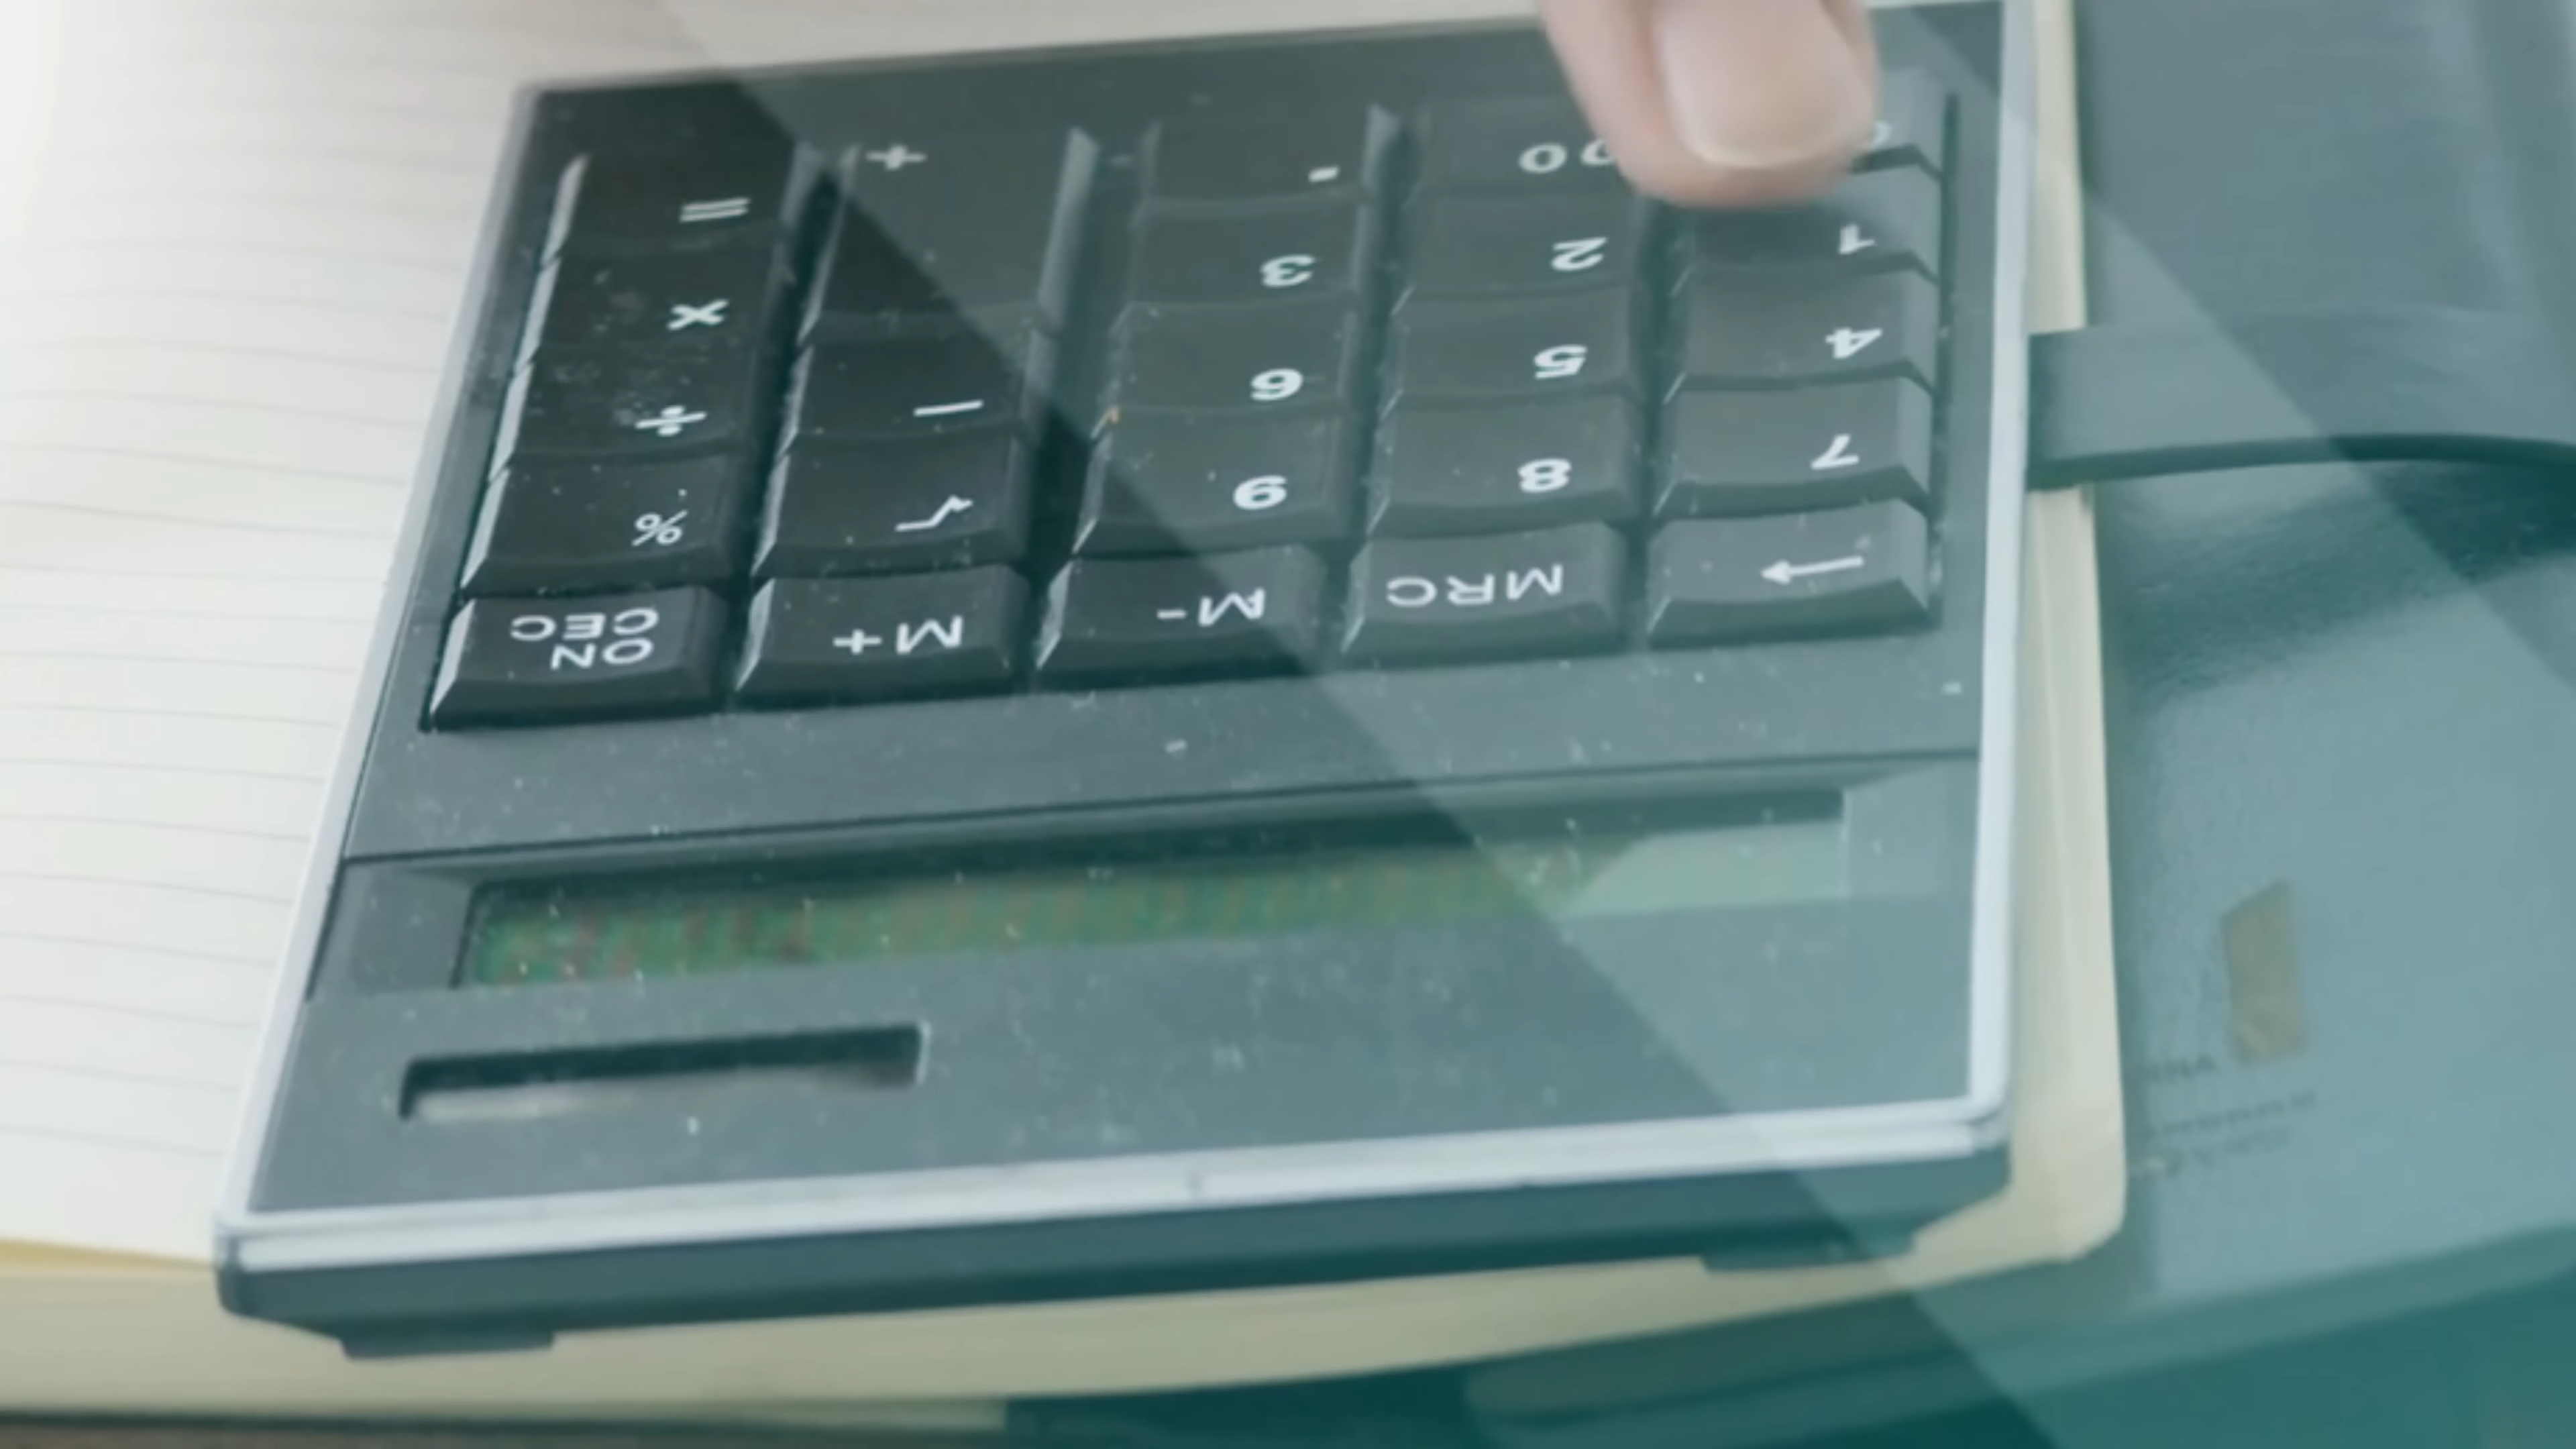 ON
CEC M+ M- MRC →
% √ 9 8 7
÷ − 6 5 4
× + 3 2 1
= . 00